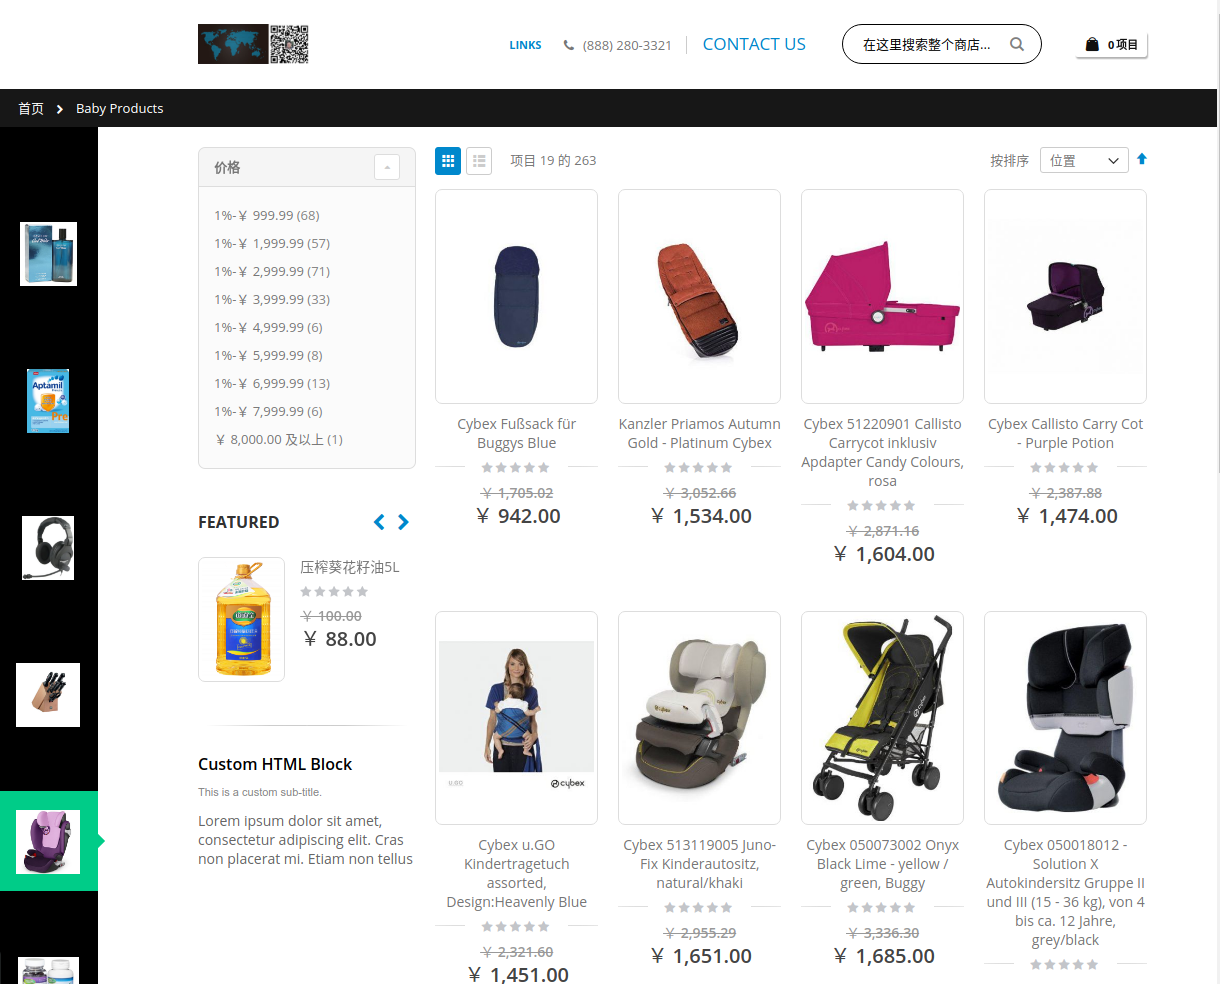 LINKS
(888) 280-3321
CONTACT US
在这里搜索整个商店...
0 项目
首页
Baby Products
价格
1%-￥ 999.99 (68)
1%-￥ 1,999.99 (57)
1%-￥ 2,999.99 (71)
1%-￥ 3,999.99 (33)
1%-￥ 4,999.99 (6)
1%-￥ 5,999.99 (8)
1%-￥ 6,999.99 (13)
1%-￥ 7,999.99 (6)
￥ 8,000.00 及以上 (1)
FEATURED
压榨葵花籽油5L
￥ 100.00
￥ 88.00
Custom HTML Block
This is a custom sub-title.
Lorem ipsum dolor sit amet,
consectetur adipiscing elit. Cras
non placerat mi. Etiam non tellus
项目 19 的 263
按排序
位置
Cybex Fußsack für
Buggys Blue
￥ 1,705.02
￥ 942.00
Kanzler Priamos Autumn
Gold - Platinum Cybex
￥ 3,052.66
￥ 1,534.00
Cybex 51220901 Callisto
Carrycot inklusiv
Apdapter Candy Colours,
rosa
￥ 2,871.16
￥ 1,604.00
Cybex Callisto Carry Cot
- Purple Potion
￥ 2,387.88
￥ 1,474.00
cybex
Cybex u.GO
Kindertragetuch
assorted,
Design:Heavenly Blue
￥ 2,321.60
￥ 1,451.00
Cybex 513119005 Juno-
Fix Kinderautositz,
natural/khaki
￥ 2,955.29
￥ 1,651.00
Cybex 050073002 Onyx
Black Lime - yellow /
green, Buggy
￥ 3,336.30
￥ 1,685.00
Cybex 050018012 -
Solution X
Autokindersitz Gruppe II
und III (15 - 36 kg), von 4
bis ca. 12 Jahre,
grey/black
Aptamil